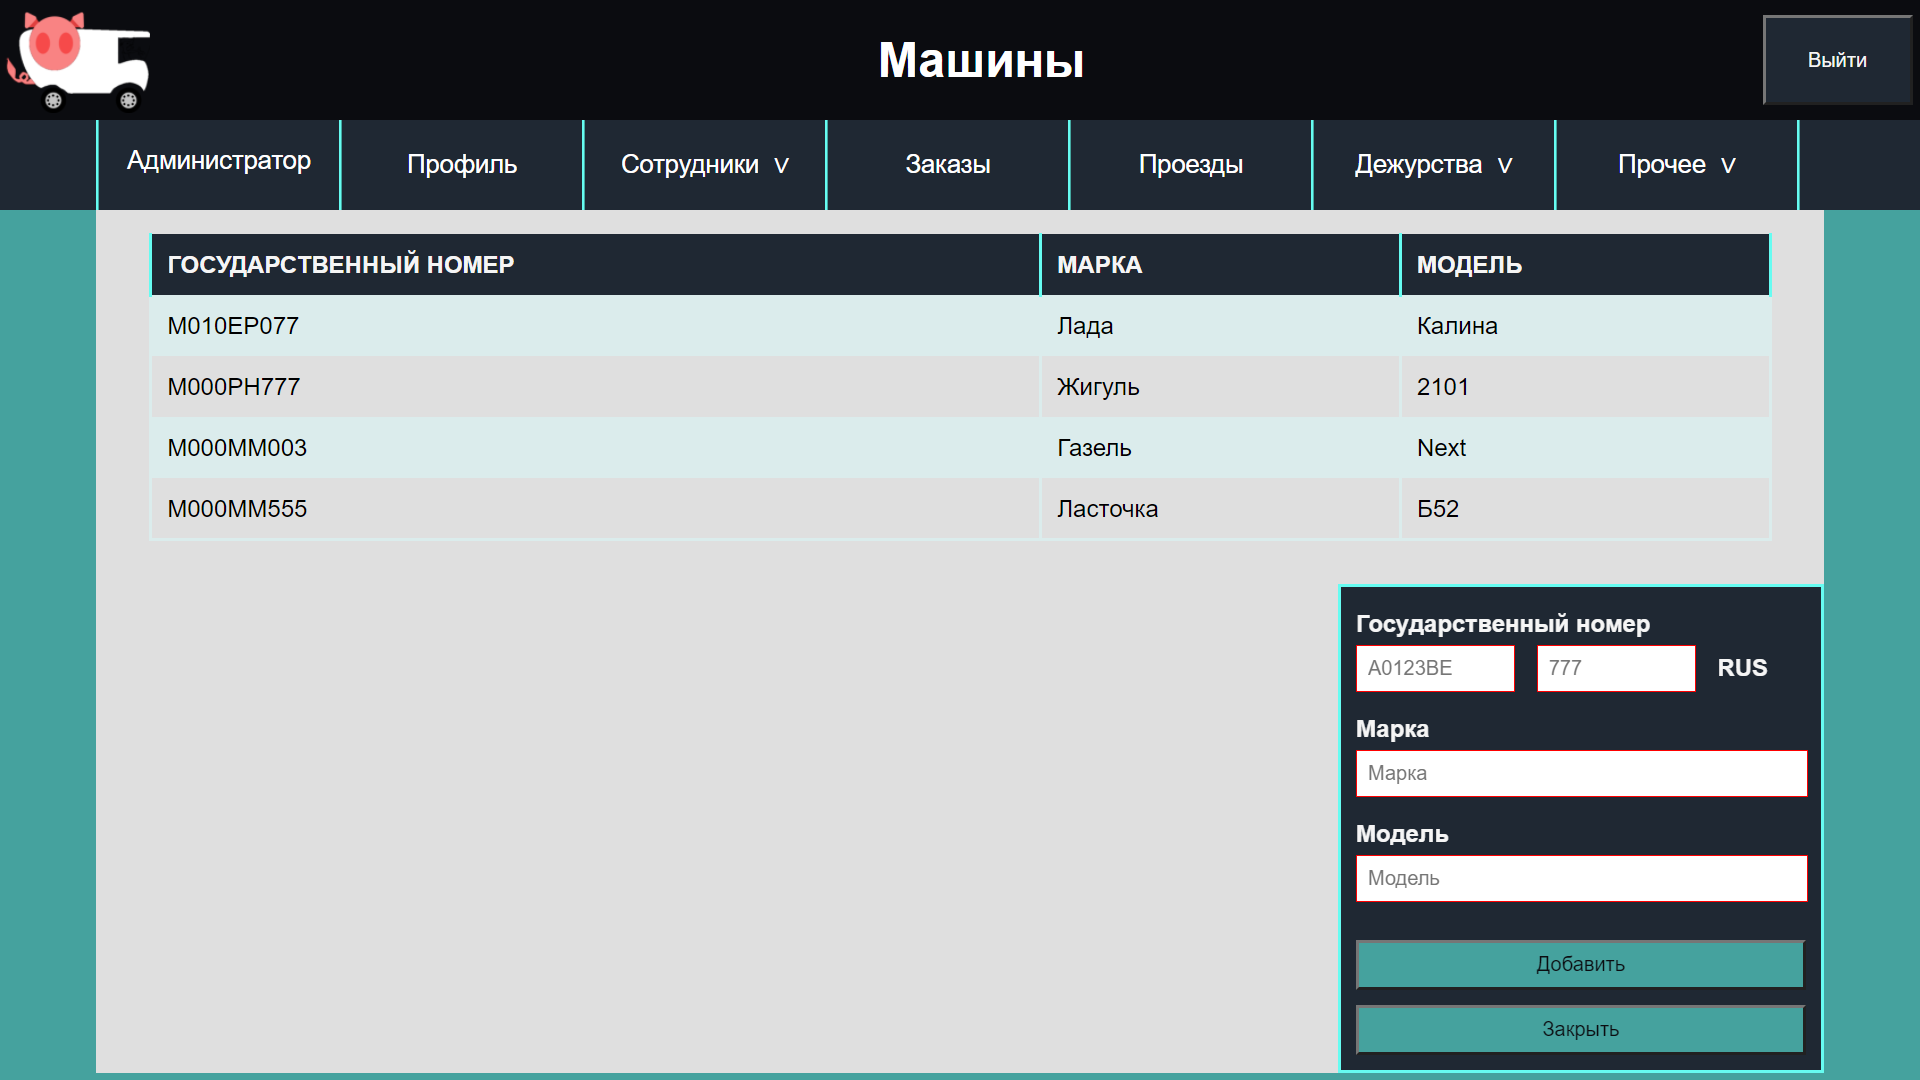 Машины
Выйти
Администратор Профиль Сотрудники V Заказы Проезды Дежурства V Прочее V
ГОСУДАРСТВЕННЫЙ НОМЕР МАРКА МОДЕЛЬ
М010ЕР077 Лада Калина
М000РН777 Жигуль 2101
М000ММ003 Газель Next
М000ММ555 Ласточка Б52
Государственный номер
А0123ВЕ 777 RUS
Марка
Марка
Модель
Модель
Добавить
Закрыть